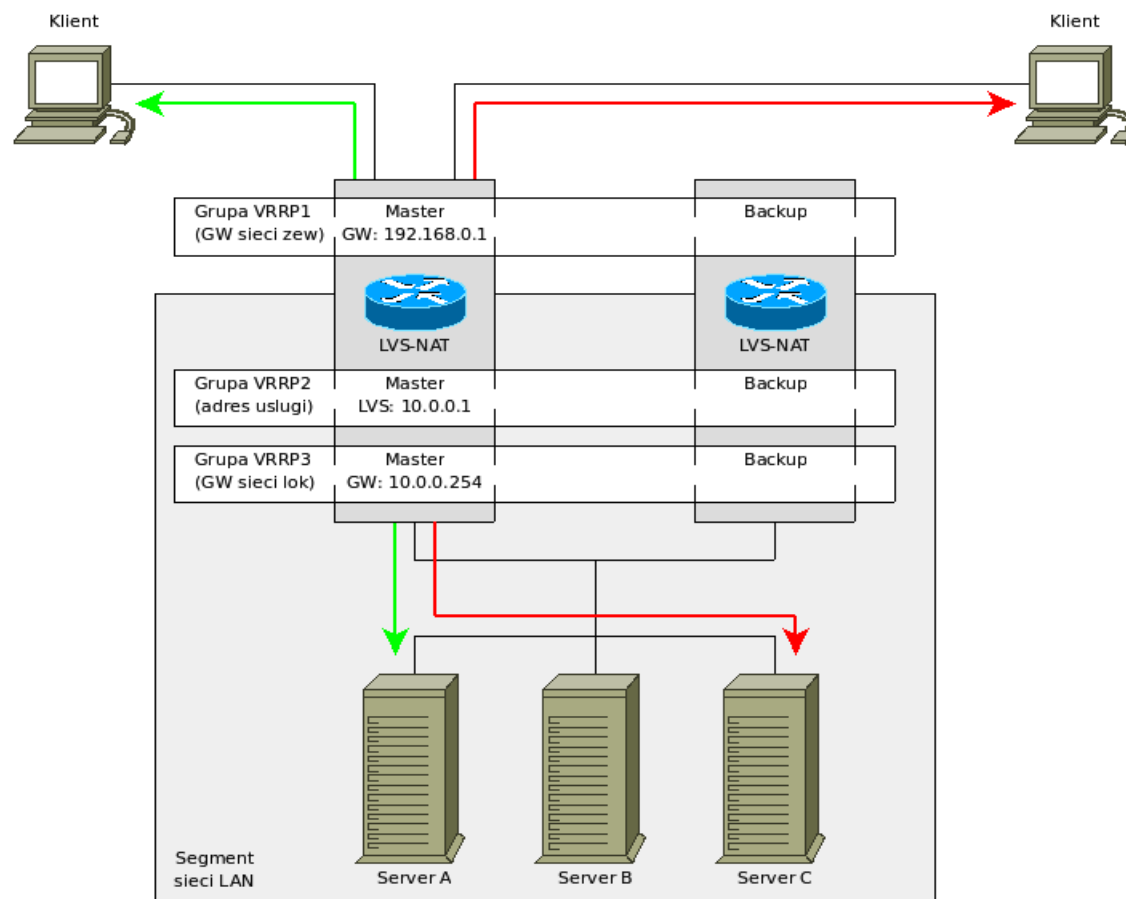 Klient
Klient
Grupa VRRP1
(GW sieci zew)
Master
GW: 192.168.0.1
Backup
LVS-NAT
LVS-NAT
Grupa VRRP2
(adres uslugi)
Master
LVS: 10.0.0.1
Backup
Grupa VRRP3
(GW sieci lok)
Master
GW: 10.0.0.254
Backup
Segment
sieci LAN
Server A
Server B
Server C